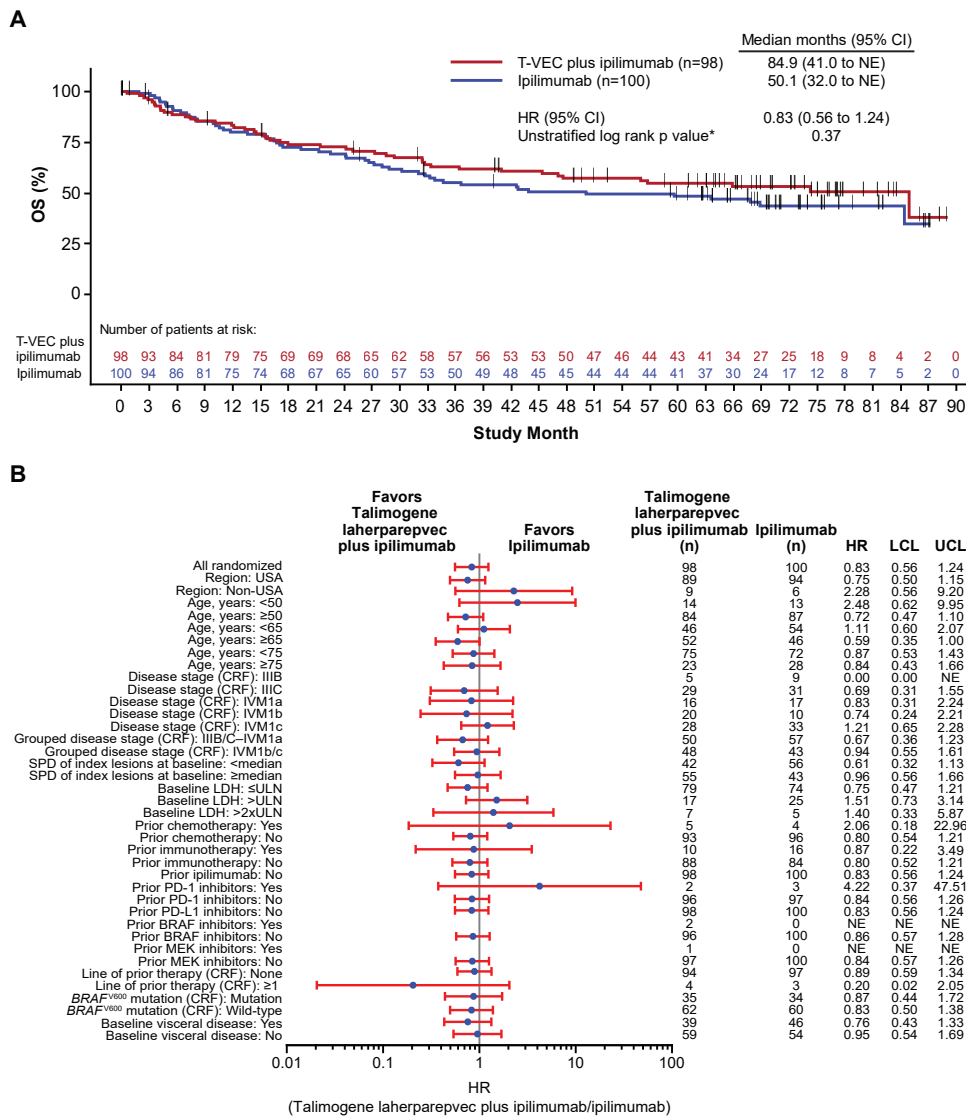 A
Median months (95% CI)
T-VEC plus ipilimumab (n=98) 84.9 (41.0 to NE)
Ipilimumab (n=100) 50.1 (32.0 to NE)
HR (95% CI) 0.83 (0.56 to 1.24)
Unstratified log rank p value* 0.37
OS (%)
100
75
50
25
0
Number of patients at risk:
T-VEC plus
ipilimumab 98 93 84 81 79 75 69 69 68 65 62 58 57 56 53 53 50 47 46 44 43 41 34 27 25 18 9 8 4 2 0
Ipilimumab 100 94 86 81 75 74 68 67 65 60 57 53 50 49 48 45 45 44 44 44 41 37 30 24 17 12 8 7 5 2 0
0 3 6 9 12 15 18 21 24 27 30 33 36 39 42 45 48 51 54 57 60 63 66 69 72 75 78 81 84 87 90
Study Month
B
Favors
Talimogene
laherparepvec
plus ipilimumab
Favors
Ipilimumab
Talimogene
laherparepvec
plus ipilimumab
(n)
Ipilimumab
(n)
HR LCL UCL
All randomized 98 100 0.83 0.56 1.24
Region: USA 89 94 0.75 0.50 1.15
Region: Non-USA 9 6 2.28 0.56 9.20
Age, years: <50 14 13 2.48 0.62 9.95
Age, years: ≥50 84 87 0.72 0.47 1.10
Age, years: <65 46 54 1.11 0.60 2.07
Age, years: ≥65 52 46 0.59 0.35 1.00
Age, years: <75 75 72 0.87 0.53 1.43
Age, years: ≥75 23 28 0.84 0.43 1.66
Disease stage (CRF): IIIB 5 9 0.00 0.00 NE
Disease stage (CRF): IIIC 29 31 0.69 0.31 1.55
Disease stage (CRF): IVM1a 16 17 0.83 0.31 2.24
Disease stage (CRF): IVM1b 20 10 0.74 0.24 2.21
Disease stage (CRF): IVM1c 28 33 1.21 0.65 2.28
Grouped disease stage (CRF): IIIB/C–IVM1a 50 57 0.67 0.36 1.23
Grouped disease stage (CRF): IVM1b/c 48 43 0.94 0.55 1.61
SPD of index lesions at baseline: <median 42 56 0.61 0.32 1.13
SPD of index lesions at baseline: ≥median 55 43 0.96 0.56 1.66
Baseline LDH: ≤ULN 79 74 0.75 0.47 1.21
Baseline LDH: >ULN 17 25 1.51 0.73 3.14
Baseline LDH: >2xULN 7 5 1.40 0.33 5.87
Prior chemotherapy: Yes 5 4 2.06 0.18 22.96
Prior chemotherapy: No 93 96 0.80 0.54 1.21
Prior immunotherapy: Yes 10 16 0.87 0.22 3.49
Prior immunotherapy: No 88 84 0.80 0.52 1.21
Prior ipilimumab: No 98 100 0.83 0.56 1.24
Prior PD-1 inhibitors: Yes 2 3 4.22 0.37 47.51
Prior PD-1 inhibitors: No 96 97 0.84 0.56 1.26
Prior PD-L1 inhibitors: No 98 100 0.83 0.56 1.24
Prior BRAF inhibitors: Yes 2 0 NE NE NE
Prior BRAF inhibitors: No 96 100 0.86 0.57 1.28
Prior MEK inhibitors: Yes 1 0 NE NE NE
Prior MEK inhibitors: No 97 100 0.84 0.57 1.26
Line of prior therapy (CRF): None 94 97 0.89 0.59 1.34
Line of prior therapy (CRF): ≥1 4 3 0.20 0.02 2.05
BRAF^V600 mutation (CRF): Mutation 35 34 0.87 0.44 1.72
BRAF^V600 mutation (CRF): Wild-type 62 60 0.83 0.50 1.38
Baseline visceral disease: Yes 39 46 0.76 0.43 1.33
Baseline visceral disease: No 59 54 0.95 0.54 1.69
0.01 0.1 1 10 100
HR
(Talimogene laherparepvec plus ipilimumab/ipilimumab)